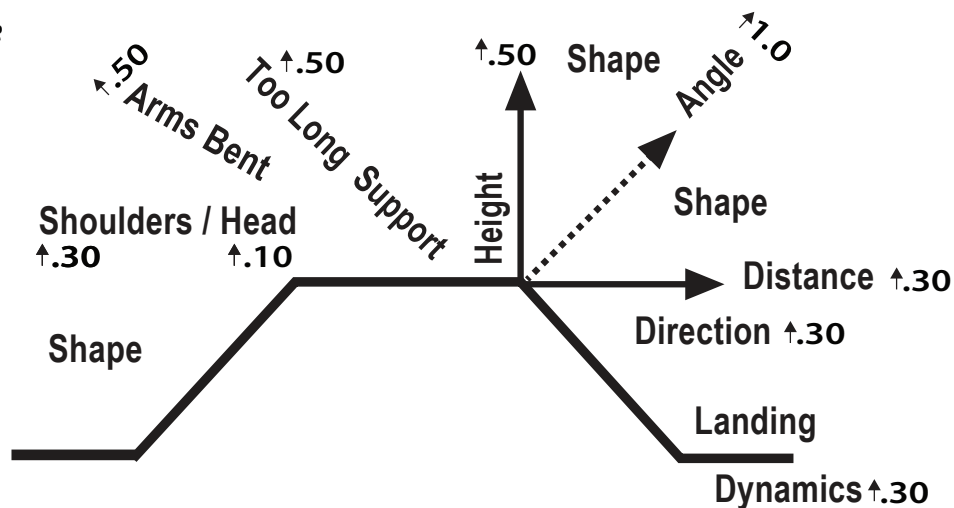 ↑.50 Arms Bent
Too Long Support ↑.50
↑.50
Height
Shape
Angle ↑1.0
Shoulders / Head
↑.30 ↑.10
Shape
Shape
Distance ↑.30
Direction ↑.30
Landing
Dynamics ↑.30